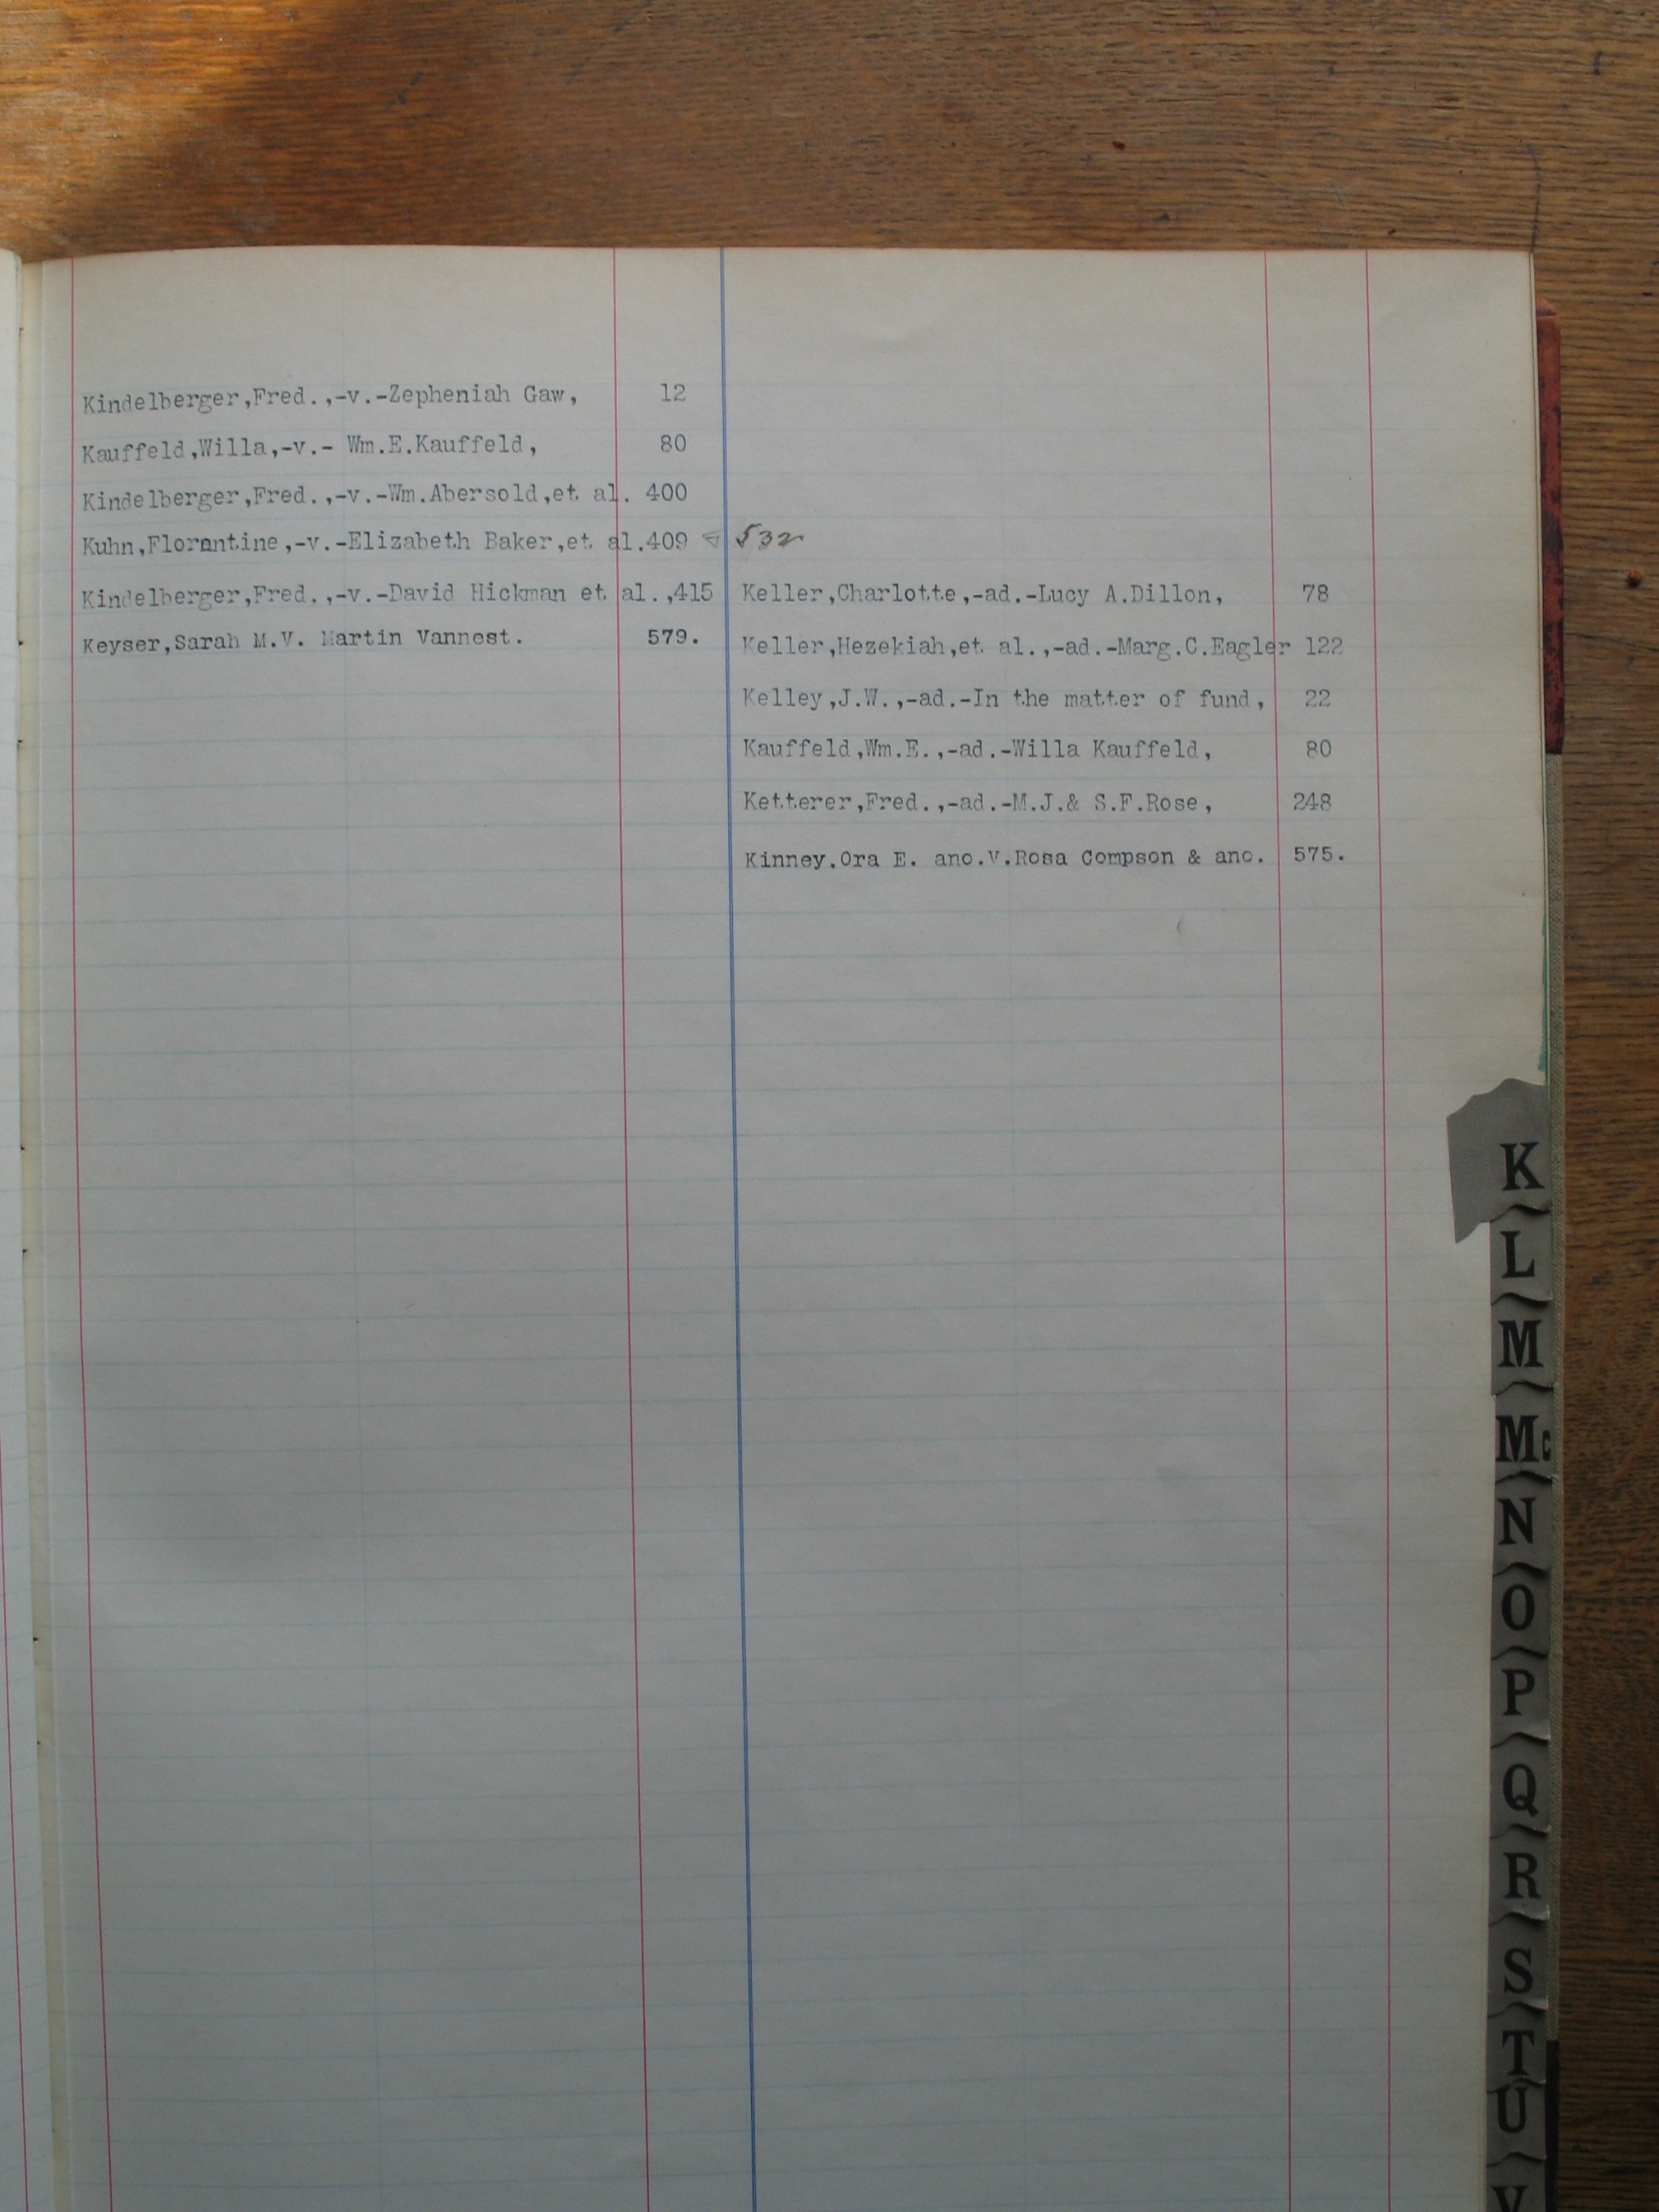 Kindelberger,Fred.,-v.-Zepheniah Gaw, 12
Kauffeld,Willa,-v.- Wm.E.Kauffeld, 80
Kindelberger,Fred.,-v.-Wm.Abersold,et al. 400
Kuhn,Florantine,-v.-Elizabeth Baker,et al.409 532
Kindelberger,Fred.,-v.-David Hickman et al.,415
Keyser,Sarah M.V. Martin Vannost. 579.
Keller,Charlotte,-ad.-Lucy A.Dillon, 78
Keller,Hezekiah,et al.,-ad.-Marg.C.Eagler 122
Kelley,J.W.,-ad.-In the matter of fund, 22
Kauffeld,Wm.E.,-ad.-Willa Kauffeld, 80
Ketterer,Fred.,-ad.-M.J.& S.F.Rose, 248
Kinney.Ora E. ano.V.Rosa Compson & ano. 575.
K
L
M
Mc
N
O
P
Q
R
S
T
U
V